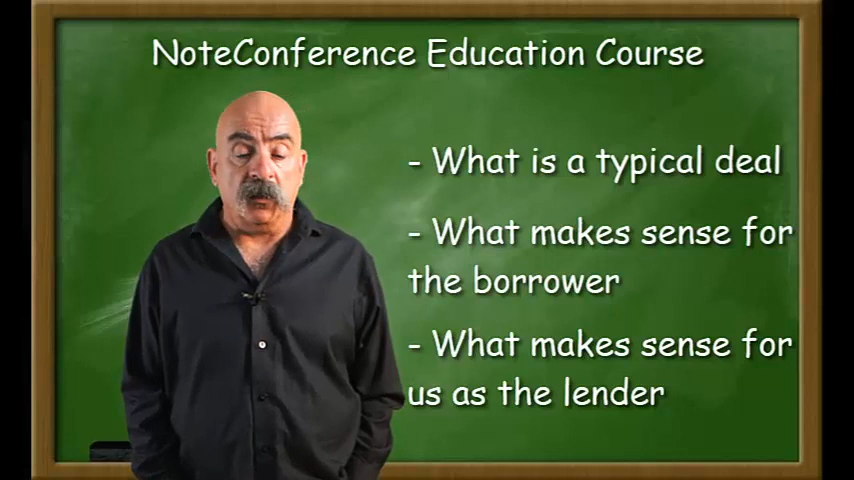 NoteConference Education Course
- What is a typical deal
- What makes sense for
the borrower
- What makes sense for
us as the lender